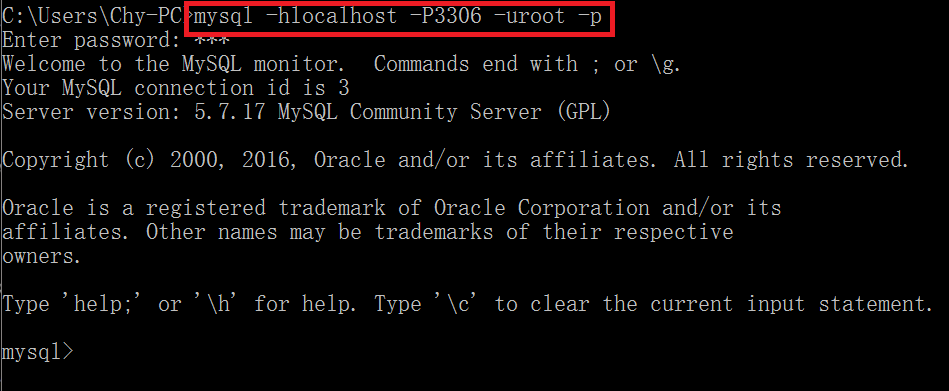 C:\Users\Chy-PC>mysql -hlocalhost -P3306 -uroot -p
Enter password: ***
Welcome to the MySQL monitor.  Commands end with ; or \g.
Your MySQL connection id is 3
Server version: 5.7.17 MySQL Community Server (GPL)
Copyright (c) 2000, 2016, Oracle and/or its affiliates. All rights reserved.
Oracle is a registered trademark of Oracle Corporation and/or its
affiliates. Other names may be trademarks of their respective
owners.
Type 'help;' or '\h' for help. Type '\c' to clear the current input statement.
mysql>